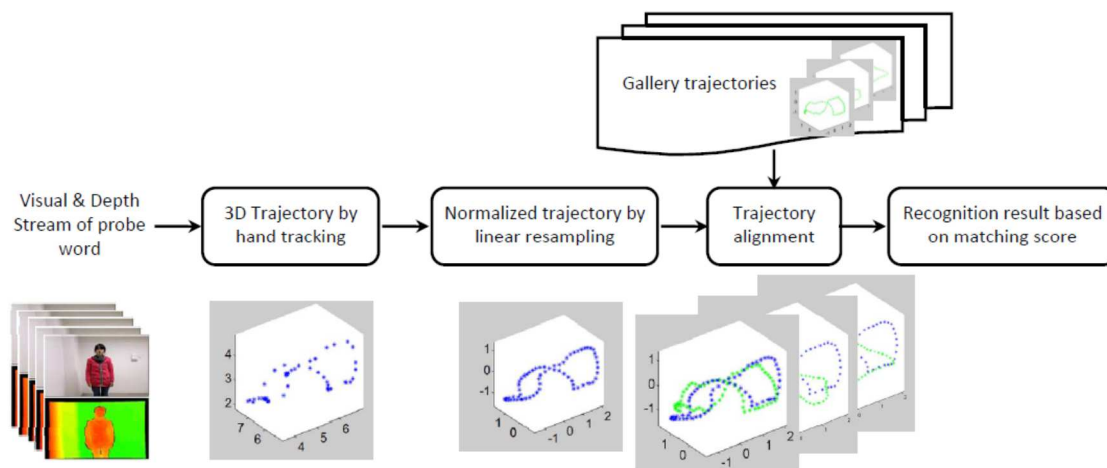 Gallery trajectories
Visual & Depth
Stream of probe
word
3D Trajectory by
hand tracking
Normalized trajectory by
linear resampling
Trajectory
alignment
Recognition result based
on matching score
4
3
2
7
6
4
5
6
1
0
-1
1
0
-1
0
1
2
1
0
-1
1
0
-1
0
1
2